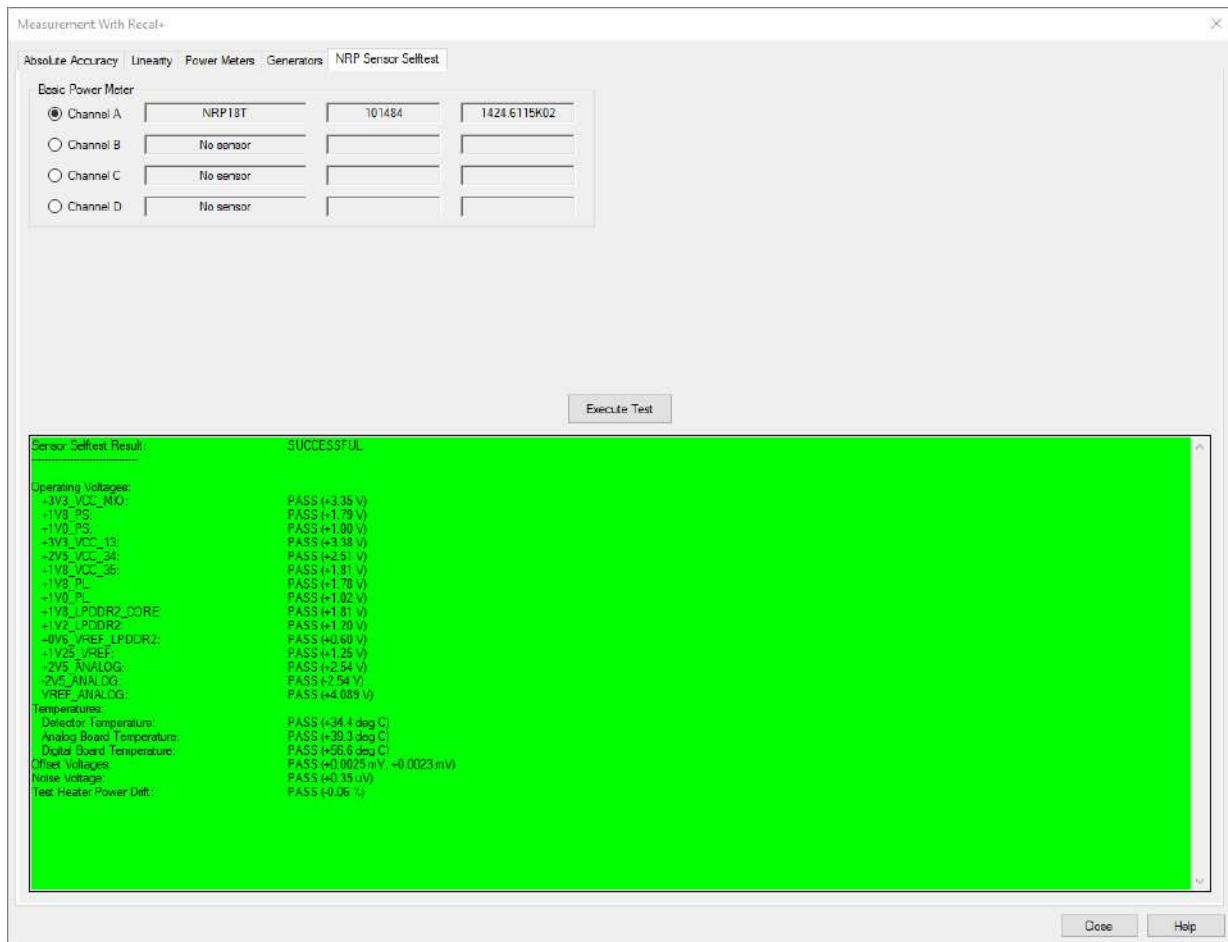 Measurement With Recal+
Absolute Accuracy Linearity Power Meters Generators NRP Sensor Selftest
Basic Power Meter
Channel A NRP18T 101484 1424.6115K02
Channel B No sensor
Channel C No sensor
Channel D No sensor
Execute Test
Sensor Selftest Result: SUCCESSFUL
--------------------------------
Operating Voltages:
+3V3_VCC_MIO: PASS (+3.35 V)
+1V8_PS: PASS (+1.79 V)
+1V0_PS: PASS (+1.00 V)
+3V3_VCC_13: PASS (+3.38 V)
+2V5_VCC_34: PASS (+2.51 V)
+1V8_VCC_35: PASS (+1.81 V)
+1V8_PL: PASS (+1.78 V)
+1V0_PL: PASS (+1.02 V)
+1V8_LPDDR2_CORE: PASS (+1.81 V)
+1V2_LPDDR2: PASS (+1.20 V)
+0V6_VREF_LPDDR2: PASS (+0.60 V)
+1V25_VREF: PASS (+1.25 V)
+2V5_ANALOG: PASS (+2.54 V)
-2V5_ANALOG: PASS (-2.54 V)
VREF_ANALOG: PASS (+4.089 V)
Temperatures:
Detector Temperature: PASS (+34.4 deg C)
Analog Board Temperature: PASS (+39.3 deg C)
Digital Board Temperature: PASS (+56.6 deg C)
Offset Voltages: PASS (+0.0025 mV, +0.0023 mV)
Noise Voltage: PASS (+0.35 uV)
Test Heater Power Drift: PASS (-0.06 %)
Close Help